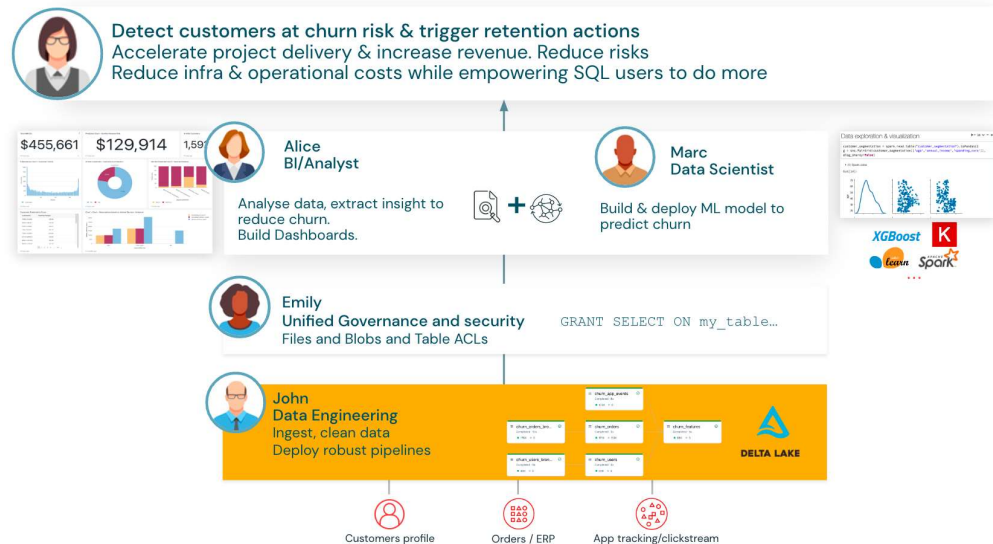 Detect customers at churn risk & trigger retention actions
Accelerate project delivery & increase revenue. Reduce risks
Reduce infra & operational costs while empowering SQL users to do more
$455,661
$129,914
1,59
Alice
BI/Analyst
Analyse data, extract insight to
reduce churn.
Build Dashboards.
Marc
Data Scientist
Build & deploy ML model to
predict churn
Data exploration & visualization
XGBoost
K
learn
APACHE
Spark
Emily
Unified Governance and security
Files and Blobs and Table ACLs
GRANT SELECT ON my_table…
John
Data Engineering
Ingest, clean data
Deploy robust pipelines
churn_app_events
churn_orders
churn_features
churn_users
DELTA LAKE
Customers profile
Orders / ERP
App tracking/clickstream